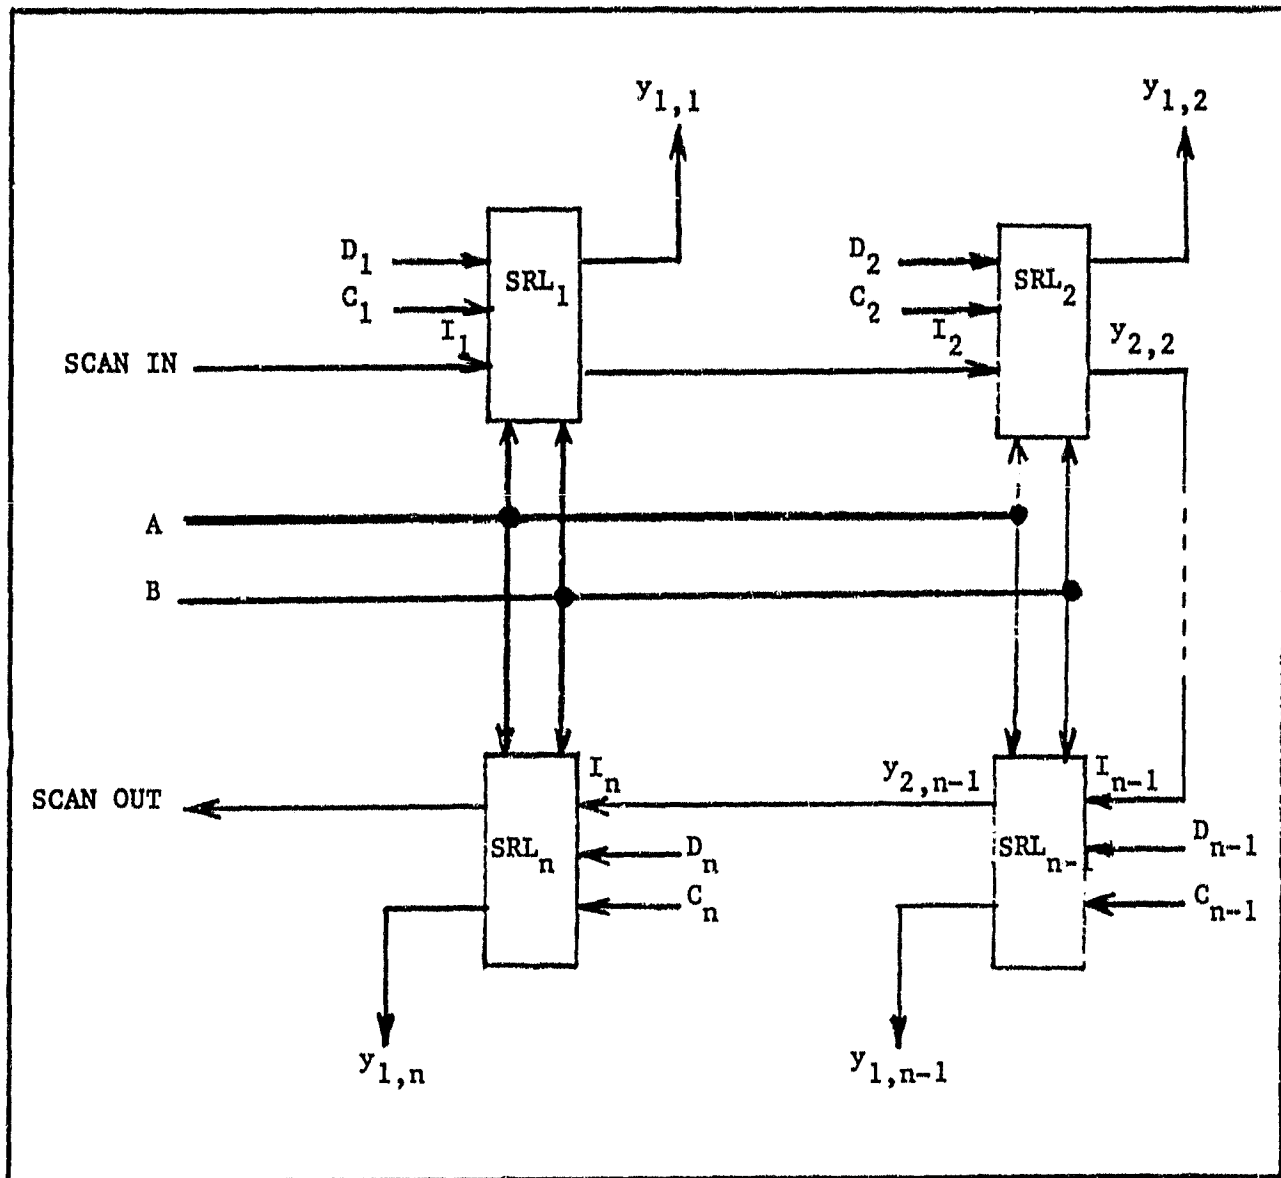 y1,1
y1,2
D1
SRL1
D2
SRL2
C1
C2
I1
I2
y2,2
SCAN IN
A
B
In
y2,n-1
In-1
SCAN OUT
SRLn
Dn
SRLn-1
Dn-1
Cn
Cn-1
y1,n
y1,n-1